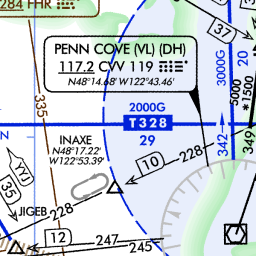 284 FHR
PENN COVE (VL) (DH)
117.2 CVV 119
N48°14.68' W122°43.46'
37
3000G
20
5000
*1500
349
342
335
2000G
T328
29
INAXE
N48°17.22'
W122°53.39'
YYJ
35
10
228
228
JIGEB
12
247
245